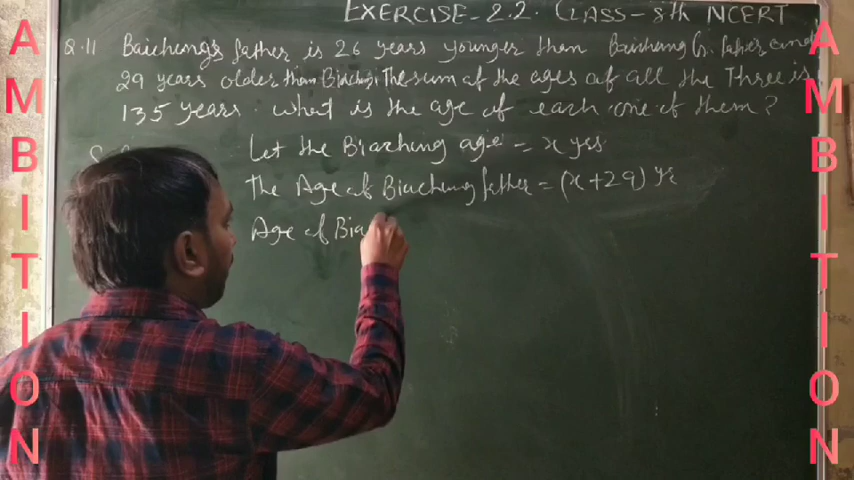 EXERCISE-2.2. CLASS-8th NCERT
Q.11 Baichung's father is 26 years younger than Baichung G. father and
29 years older than Biaching. The sum of the ages of all the Three is
135 years. what is the age of each one of them?
Let the Biaching age = x yrs
The Age of Biaching father = (x+29) yr
Age of Bia
AMBITION
AMBITION